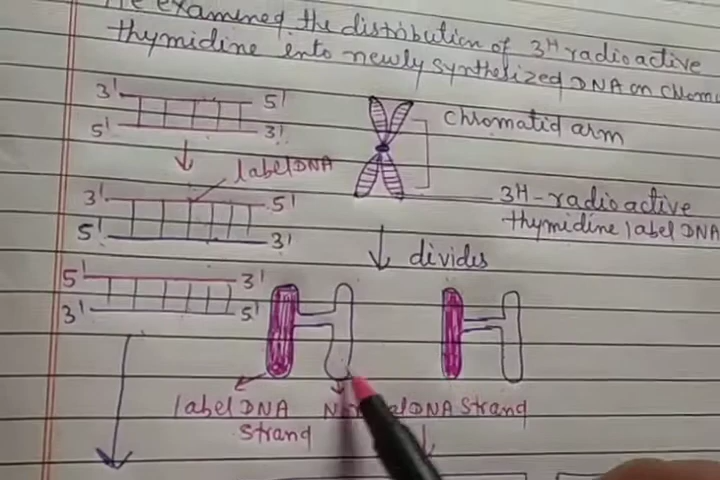 He examined the distribution of 3H radioactive
thymidine into newly synthesized DNA on chrom
3' 5'
5' 3'
chromatid arm
label DNA
3' 5'
5' 3'
3H-radioactive
thymidine label DNA
divides
5' 3'
3' 5'
label DNA
strand
DNA strand